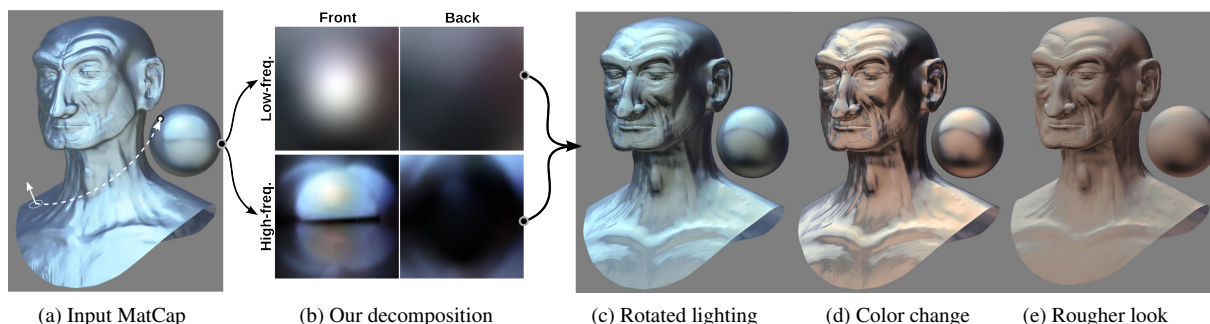 Front Back
Low-freq.
High-freq.
(a) Input MatCap (b) Our decomposition (c) Rotated lighting (d) Color change (e) Rougher look